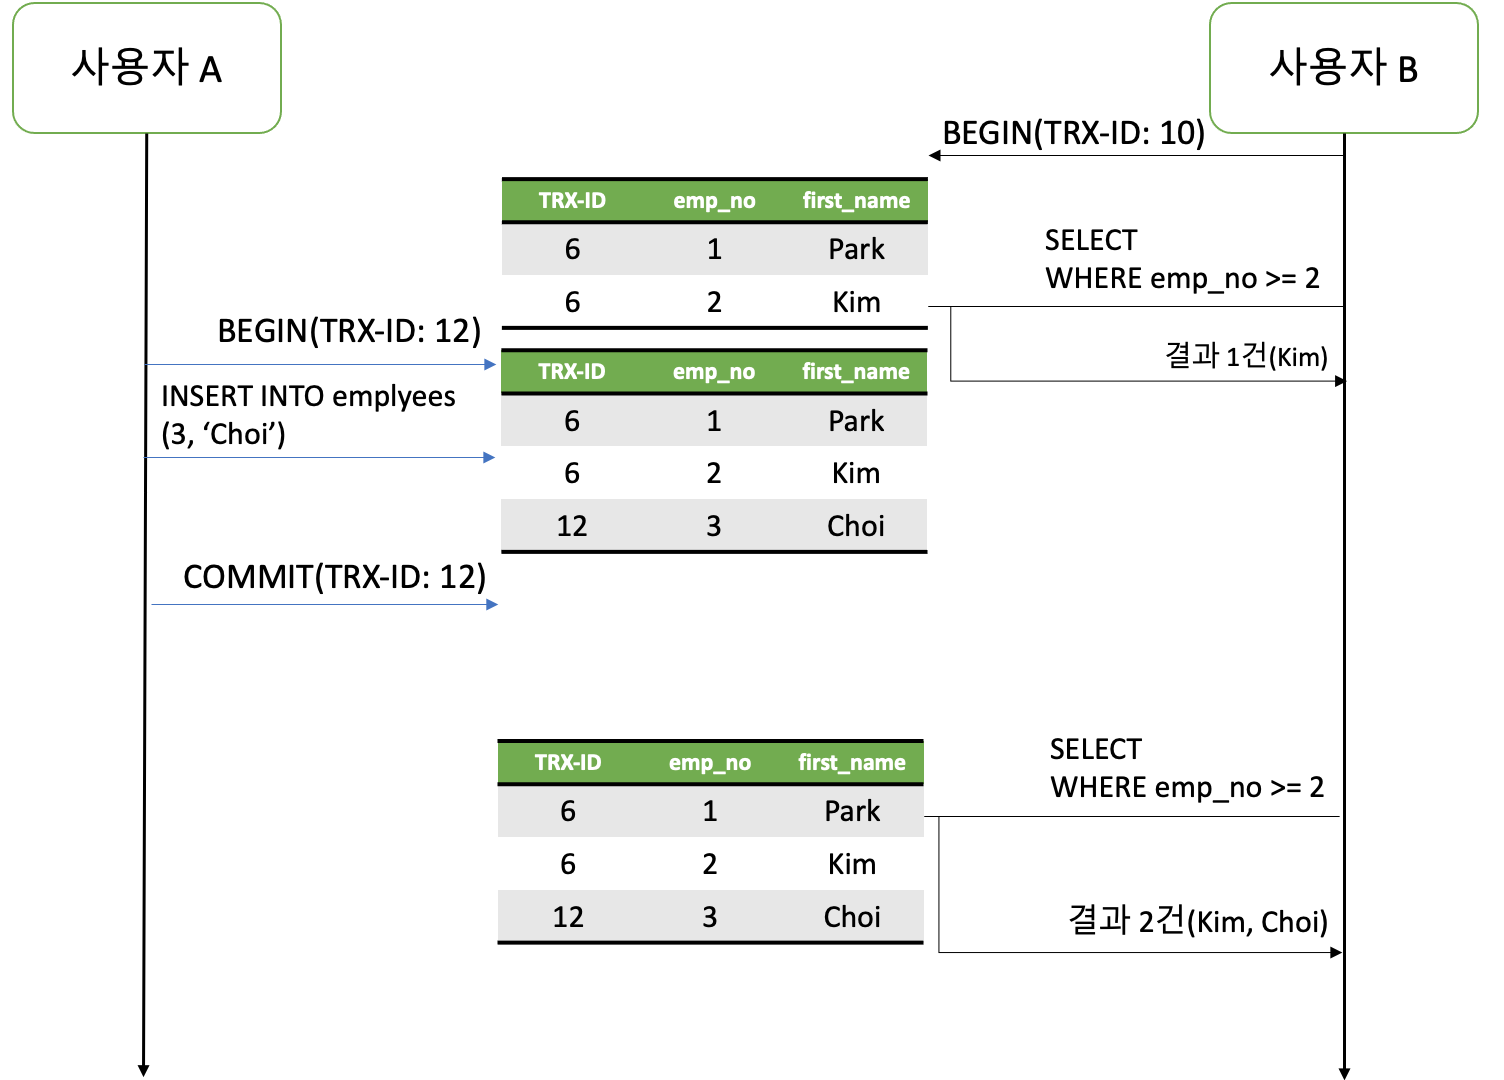 사용자 A
사용자 B
BEGIN(TRX-ID: 10)
TRX-ID emp_no first_name
6 1 Park
6 2 Kim
SELECT
WHERE emp_no >= 2
결과 1건(Kim)
BEGIN(TRX-ID: 12)
INSERT INTO emplyees
(3, ‘Choi’)
TRX-ID emp_no first_name
6 1 Park
6 2 Kim
12 3 Choi
COMMIT(TRX-ID: 12)
TRX-ID emp_no first_name
6 1 Park
6 2 Kim
12 3 Choi
SELECT
WHERE emp_no >= 2
결과 2건(Kim, Choi)